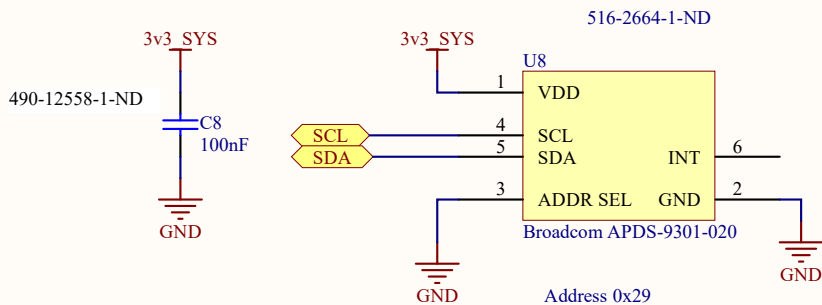 516-2664-1-ND
3v3_SYS
3v3_SYS
U8
490-12558-1-ND
C8
100nF
1
VDD
SCL
4
SCL
SDA
5
SDA
INT
6
3
ADDR SEL
GND
2
GND
Broadcom APDS-9301-020
GND
GND
Address 0x29